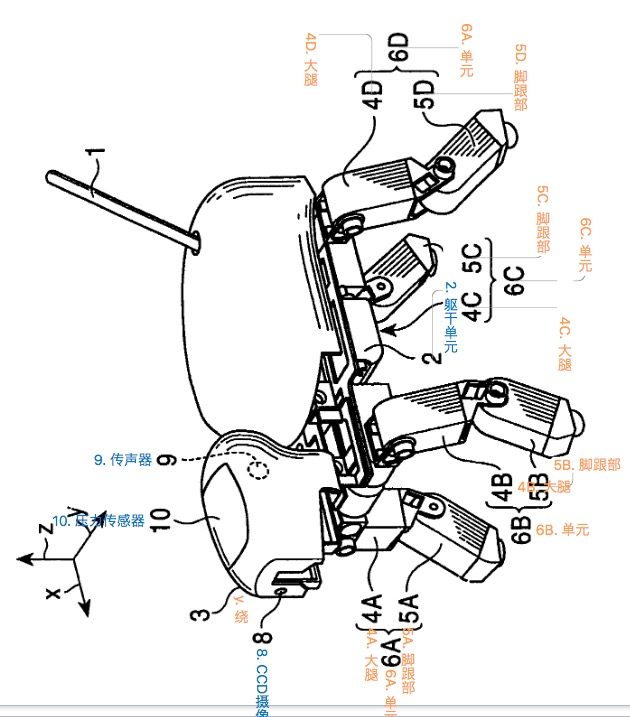 4D. 大腿
6D
6A. 单元
5D. 脚跟部
4D
5D
1
5C. 脚跟部
6C. 单元
5C
4C
6C
2. 躯干单元
4C. 大腿
2
9. 传声器
9
5B. 脚跟部
4B
5B
4B. 大腿
6B
6B. 单元
10. 压力传感器
10
y
z
x
3
y. 绕
8
8. CCD摄像
4A
5A
6A
4A. 大腿
5A. 脚跟部
6A. 单元